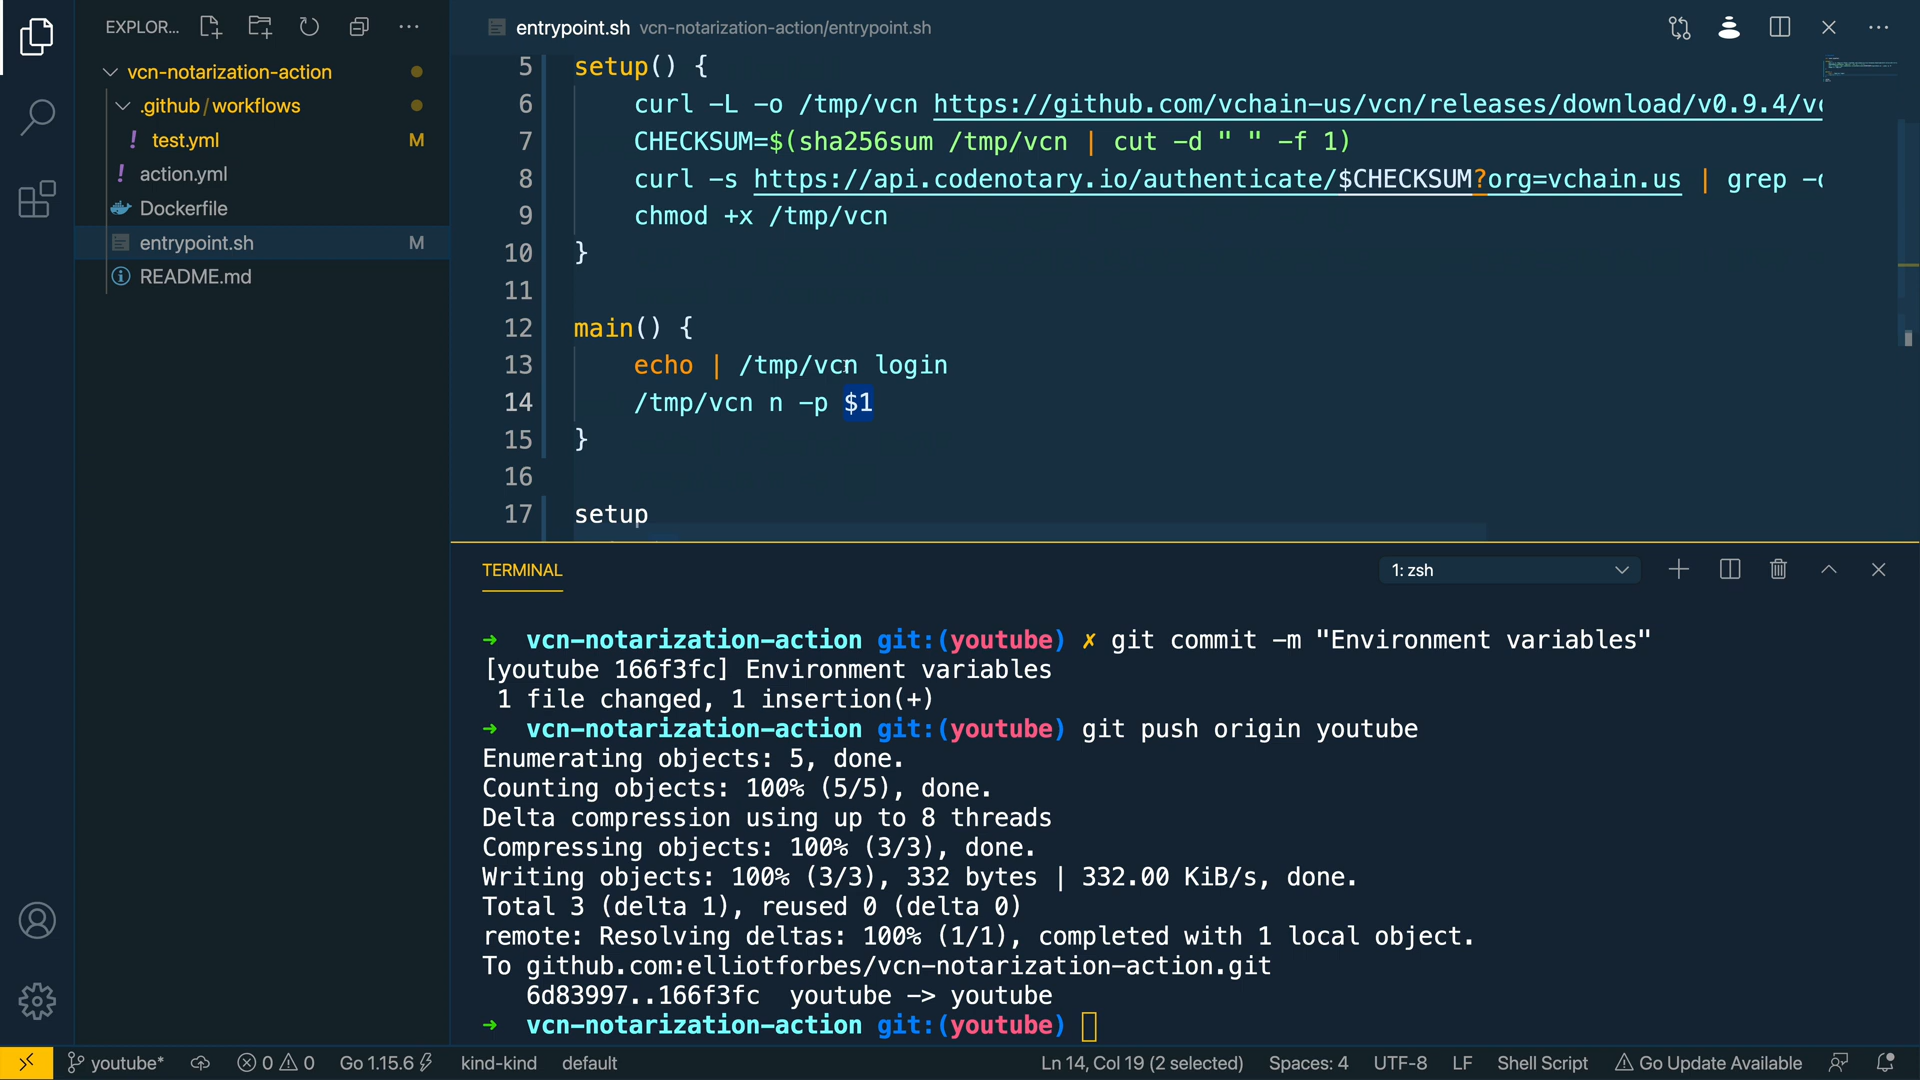 EXPLOR...
vcn-notarization-action
.github/workflows
! test.yml M
! action.yml
Dockerfile
entrypoint.sh M
README.md
entrypoint.sh vcn-notarization-action/entrypoint.sh
5 setup() {
6 curl -L -o /tmp/vcn https://github.com/vchain-us/vcn/releases/download/v0.9.4/vc
7 CHECKSUM=$(sha256sum /tmp/vcn | cut -d " " -f 1)
8 curl -s https://api.codenotary.io/authenticate/$CHECKSUM?org=vchain.us | grep -c
9 chmod +x /tmp/vcn
10 }
11
12 main() {
13 echo | /tmp/vcn login
14 /tmp/vcn n -p $1
15 }
16
17 setup
TERMINAL
1: zsh
➜ vcn-notarization-action git:(youtube) ✗ git commit -m "Environment variables"
[youtube 166f3fc] Environment variables
1 file changed, 1 insertion(+)
➜ vcn-notarization-action git:(youtube) git push origin youtube
Enumerating objects: 5, done.
Counting objects: 100% (5/5), done.
Delta compression using up to 8 threads
Compressing objects: 100% (3/3), done.
Writing objects: 100% (3/3), 332 bytes | 332.00 KiB/s, done.
Total 3 (delta 1), reused 0 (delta 0)
remote: Resolving deltas: 100% (1/1), completed with 1 local object.
To github.com:elliotforbes/vcn-notarization-action.git
6d83997..166f3fc youtube -> youtube
➜ vcn-notarization-action git:(youtube)
youtube* 0 0 Go 1.15.6 kind-kind default Ln 14, Col 19 (2 selected) Spaces: 4 UTF-8 LF Shell Script Go Update Available